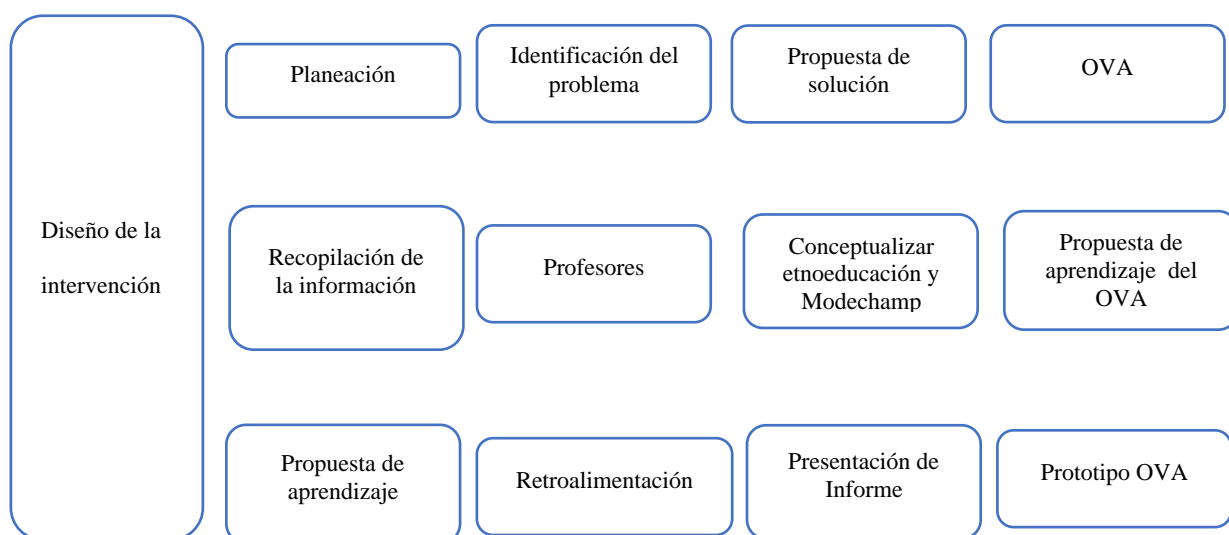 Diseño de la
intervención
Planeación
Identificación del
problema
Propuesta de
solución
OVA
Recopilación de
la información
Profesores
Conceptualizar
etnoeducación y
Modechamp
Propuesta de
aprendizaje del
OVA
Propuesta de
aprendizaje
Retroalimentación
Presentación de
Informe
Prototipo OVA